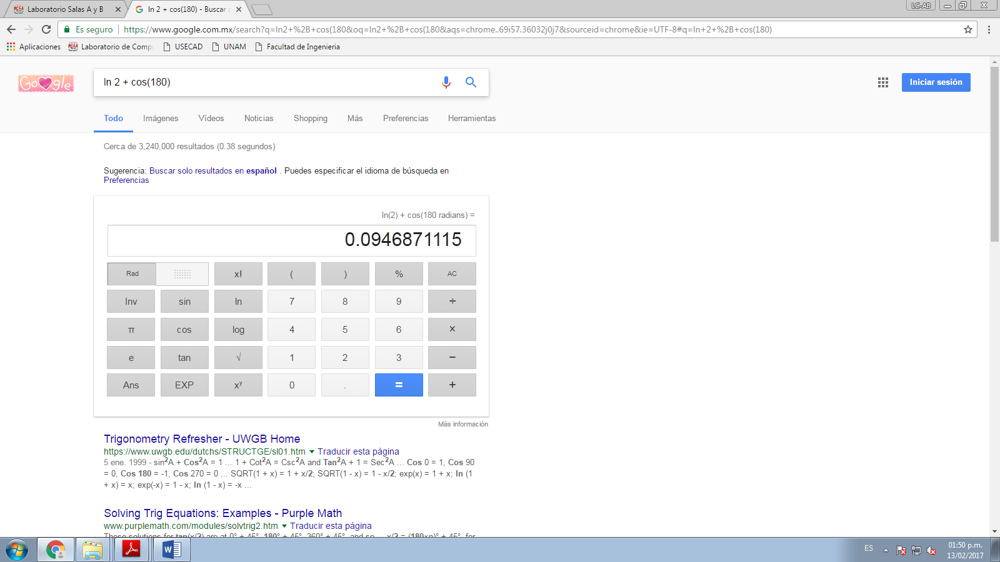 Laboratorio Salas A y B
ln 2 + cos(180) - Buscar
LC-AB
Es seguro
https://www.google.com.mx/search?q=ln2+%2B+cos(180&oq=ln2+%2B+cos(180&aqs=chrome..69i57.36032j0j7&sourceid=chrome&ie=UTF-8#q=ln+2+%2B+cos(180)
Aplicaciones Laboratorio de Comp USECAD UNAM Facultad de Ingenieria
Google
ln 2 + cos(180)
Iniciar sesión
Todo Imágenes Vídeos Noticias Shopping Más Preferencias Herramientas
Cerca de 3,240,000 resultados (0.38 segundos)
Sugerencia: Buscar solo resultados en español . Puedes especificar el idioma de búsqueda en
Preferencias
ln(2) + cos(180 radians) =
0.0946871115
Rad x! ( ) % AC
Inv sin ln 7 8 9 ÷
π cos log 4 5 6 ×
e tan √ 1 2 3 −
Ans EXP xʸ 0 . = +
Más información
Trigonometry Refresher - UWGB Home
https://www.uwgb.edu/dutchs/STRUCTGE/sl01.htm Traducir esta página
5 ene. 1999 - sin²A + Cos²A = 1 ... 1 + Cot²A = Csc²A and Tan²A + 1 = Sec²A ... Cos 0 = 1, Cos 90
= 0, Cos 180 = -1, Cos 270 = 0 ... SQRT(1 + x) = 1 + x/2; SQRT(1 - x) = 1 - x/2; exp(x) = 1 + x; ln (1
+ x) = x; exp(-x) = 1 - x; ln (1 - x) = -x ...
Solving Trig Equations: Examples - Purple Math
www.purplemath.com/modules/solvtrig2.htm Traducir esta página
These solutions for tan(x/2) are at 0° + 45°, 180° + 45°, 360° + 45°, and so ... x/2 = (180×n)° + 45°, for
ES
01:50 p.m.
13/02/2017